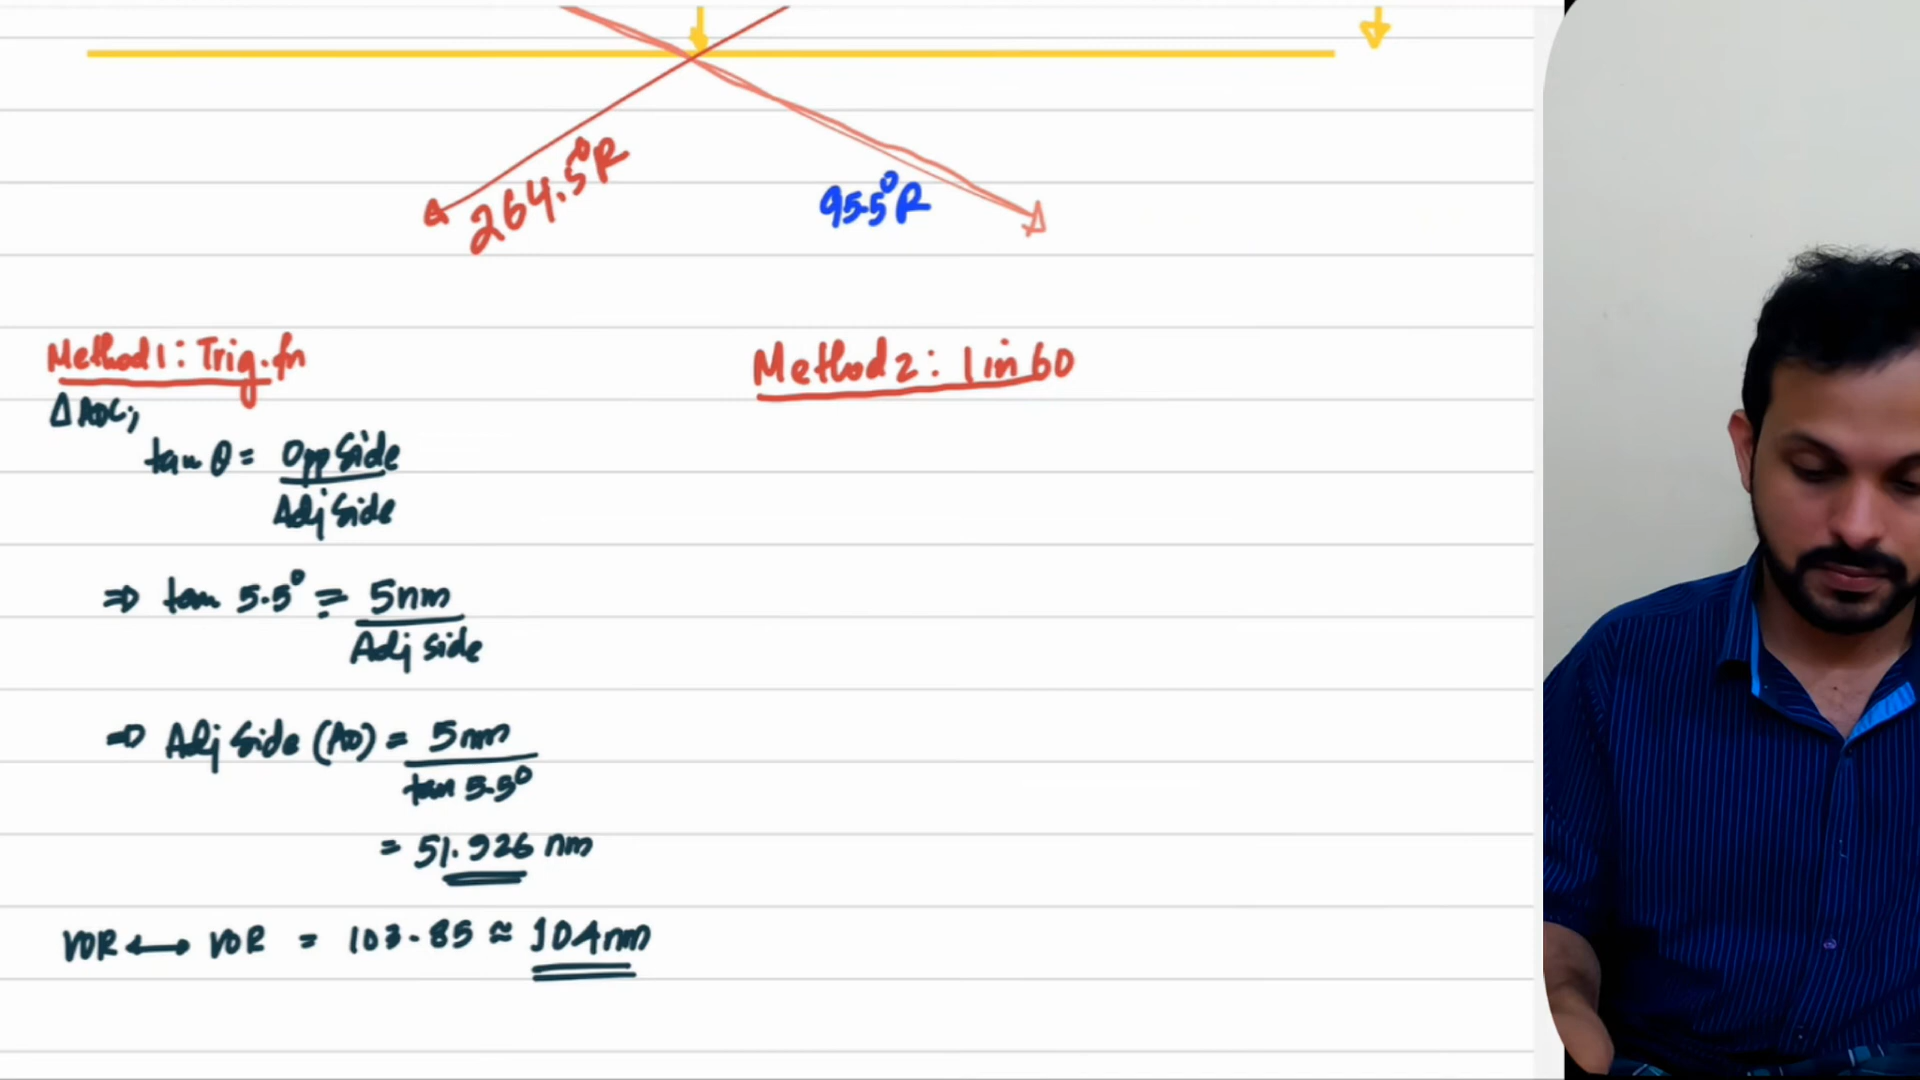 264.5°R
95.5°R
Method 1: Trig. fn
Δ ADC;
tan θ = Opp Side
Adj Side
⇒ tan 5.5° = 5nm
Adj side
⇒ Adj Side (AD) = 5nm
tan 5.5°
= 51.926 nm
VOR ↔ VOR = 103.85 ≈ 104nm
Method 2: 1 in 60